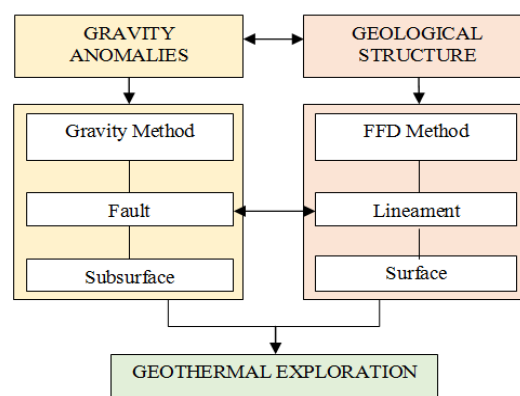 GRAVITY
ANOMALIES
GEOLOGICAL
STRUCTURE
Gravity Method
Fault
Subsurface
FFD Method
Lineament
Surface
GEOTHERMAL EXPLORATION